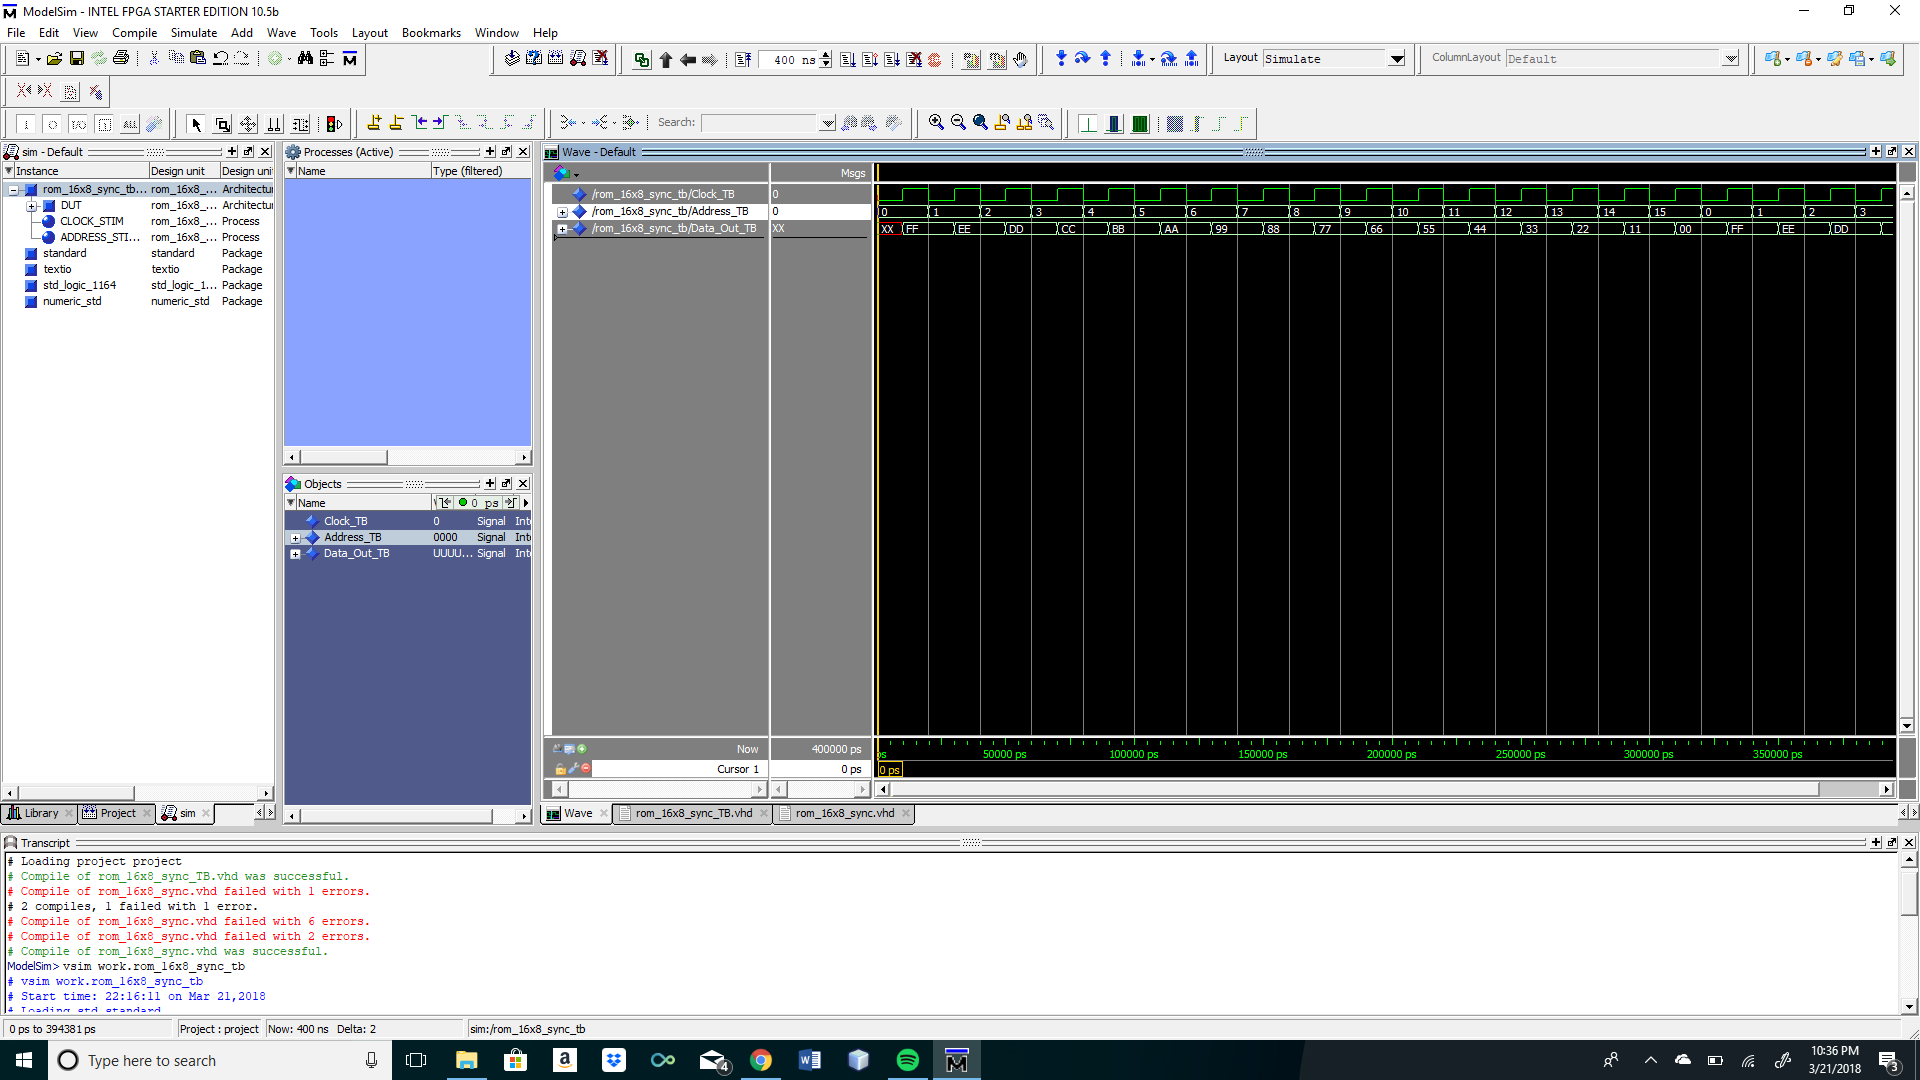 ModelSim - INTEL FPGA STARTER EDITION 10.5b
File Edit View Compile Simulate Add Wave Tools Layout Bookmarks Window Help
400 ns
Layout Simulate
ColumnLayout Default
Search:
sim - Default
Instance Design unit Design unit
rom_16x8_sync_tb... rom_16x8_... Architectu
DUT rom_16x8_... Architectu
CLOCK_STIM rom_16x8_... Process
ADDRESS_STI... rom_16x8_... Process
standard standard Package
textio textio Package
std_logic_1164 std_logic_1... Package
numeric_std numeric_std Package
Library Project sim
Processes (Active)
Name Type (filtered)
Objects
Name 0 ps
Clock_TB 0 Signal Int
Address_TB 0000 Signal Int
Data_Out_TB UUUU... Signal Int
Wave - Default
Msgs
/rom_16x8_sync_tb/Clock_TB 0
/rom_16x8_sync_tb/Address_TB 0 0 1 2 3 4 5 6 7 8 9 10 11 12 13 14 15 0 1 2 3
/rom_16x8_sync_tb/Data_Out_TB XX XX FF EE DD CC BB AA 99 88 77 66 55 44 33 22 11 00 FF EE DD
Now 400000 ps ps 50000 ps 100000 ps 150000 ps 200000 ps 250000 ps 300000 ps 350000 ps
Cursor 1 0 ps 0 ps
Wave rom_16x8_sync_TB.vhd rom_16x8_sync.vhd
Transcript
# Loading project project
# Compile of rom_16x8_sync_TB.vhd was successful.
# Compile of rom_16x8_sync.vhd failed with 1 errors.
# 2 compiles, 1 failed with 1 error.
# Compile of rom_16x8_sync.vhd failed with 6 errors.
# Compile of rom_16x8_sync.vhd failed with 2 errors.
# Compile of rom_16x8_sync.vhd was successful.
ModelSim> vsim work.rom_16x8_sync_tb
# vsim work.rom_16x8_sync_tb
# Start time: 22:16:11 on Mar 21,2018
# Loading std.standard
0 ps to 394381 ps Project : project Now: 400 ns Delta: 2 sim:/rom_16x8_sync_tb
Type here to search
4
10:36 PM
3/21/2018
3